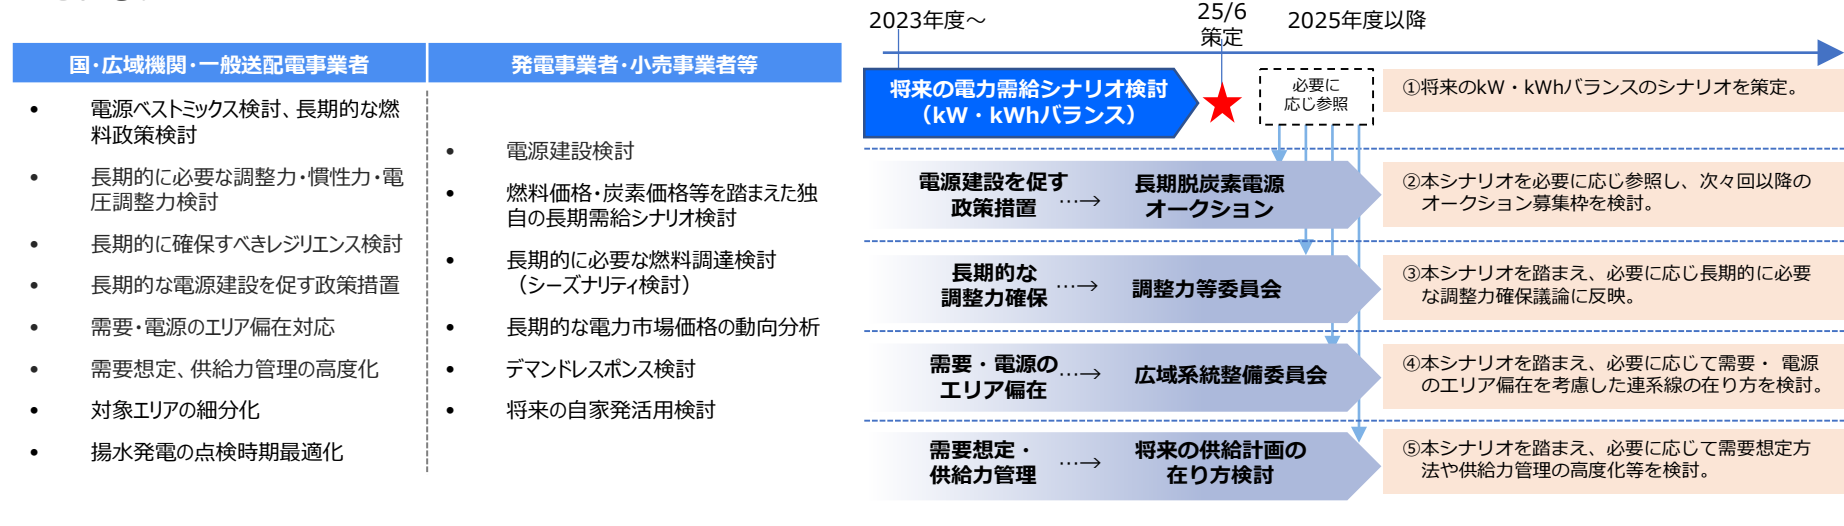 国・広域機関・一般送配電事業者
発電事業者・小売事業者等
• 電源ベストミックス検討、長期的な燃
料政策検討
• 長期的に必要な調整力・慣性力・電
圧調整力検討
• 長期的に確保すべきレジリエンス検討
• 長期的な電源建設を促す政策措置
• 需要・電源のエリア偏在対応
• 需要想定、供給力管理の高度化
• 対象エリアの細分化
• 揚水発電の点検時期最適化
• 電源建設検討
• 燃料価格・炭素価格等を踏まえた独
自の長期需給シナリオ検討
• 長期的に必要な燃料調達検討
（シーズナリティ検討）
• 長期的な電力市場価格の動向分析
• デマンドレスポンス検討
• 将来の自家発活用検討
2023年度～
25/6
策定
2025年度以降
将来の電力需給シナリオ検討
（kW・kWhバランス）
必要に
応じ参照
①将来のkW・kWhバランスのシナリオを策定。
電源建設を促す
政策措置
…→
長期脱炭素電源
オークション
②本シナリオを必要に応じ参照し、次々回以降の
オークション募集枠を検討。
長期的な
調整力確保
…→
調整力等委員会
③本シナリオを踏まえ、必要に応じ長期的に必要
な調整力確保議論に反映。
需要・電源の
エリア偏在
…→
広域系統整備委員会
④本シナリオを踏まえ、必要に応じて需要・ 電源
のエリア偏在を考慮した連系線の在り方を検討。
需要想定・
供給力管理
…→
将来の供給計画の
在り方検討
⑤本シナリオを踏まえ、必要に応じて需要想定方
法や供給力管理の高度化等を検討。